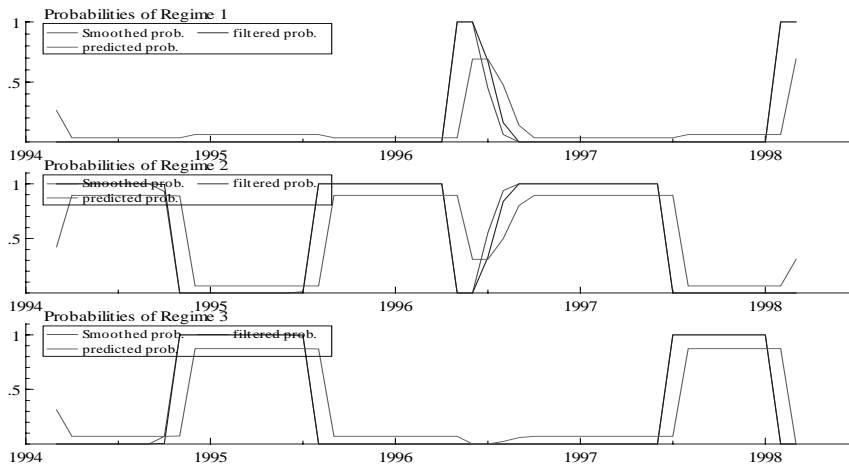 Probabilities of Regime 1
1
Smoothed prob. filtered prob.
predicted prob.
.5
1994 1995 1996 1997 1998
Probabilities of Regime 2
1
Smoothed prob. filtered prob.
predicted prob.
.5
1994 1995 1996 1997 1998
Probabilities of Regime 3
1
Smoothed prob. filtered prob.
predicted prob.
.5
1994 1995 1996 1997 1998